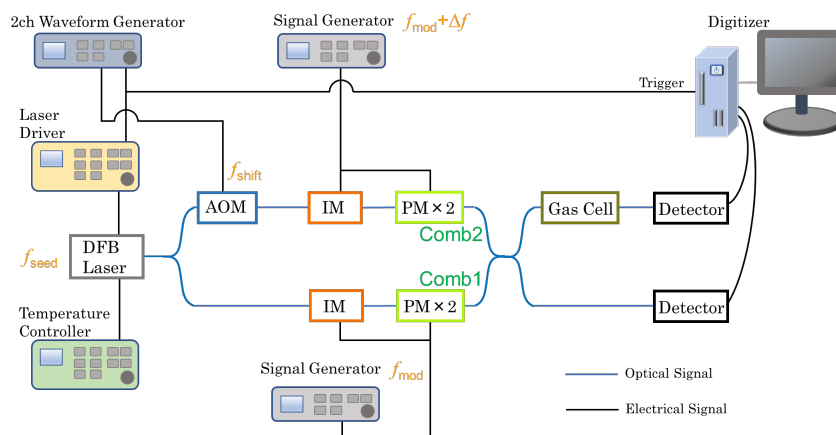 2ch Waveform Generator
Signal Generator
f_mod+Δf
Digitizer
Trigger
Laser
Driver
f_shift
AOM
IM
PM×2
Gas Cell
Detector
Comb2
f_seed
DFB
Laser
Comb1
IM
PM×2
Detector
Temperature
Controller
Signal Generator
f_mod
Optical Signal
Electrical Signal